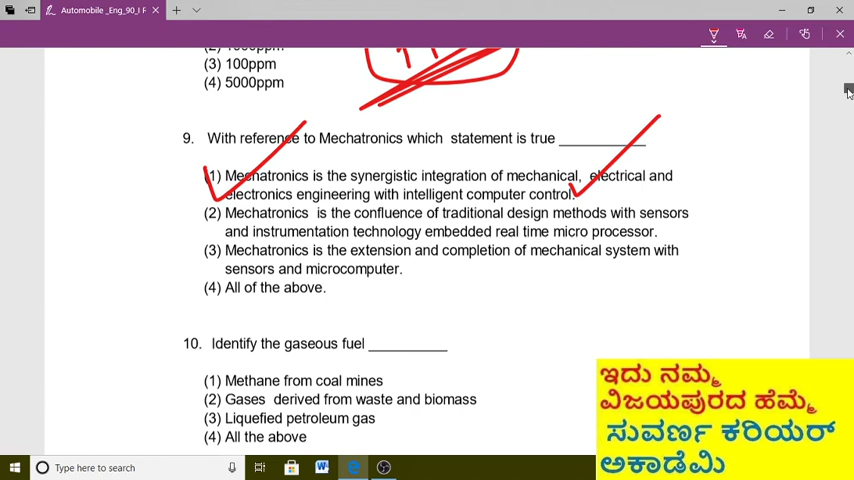 Automobile _Eng_90_I F
(3) 100ppm
(4) 5000ppm
9. With reference to Mechatronics which statement is true __________
(1) Mechatronics is the synergistic integration of mechanical, electrical and
electronics engineering with intelligent computer control.
(2) Mechatronics is the confluence of traditional design methods with sensors
and instrumentation technology embedded real time micro processor.
(3) Mechatronics is the extension and completion of mechanical system with
sensors and microcomputer.
(4) All of the above.
10. Identify the gaseous fuel __________
(1) Methane from coal mines
(2) Gases derived from waste and biomass
(3) Liquefied petroleum gas
(4) All the above
ಇದು ನಮ್ಮ
ವಿಜಯಪುರದ ಹೆಮ್ಮೆ
ಸುವರ್ಣ ಕರಿಯರ್
ಅಕಾಡೆಮಿ
Type here to search